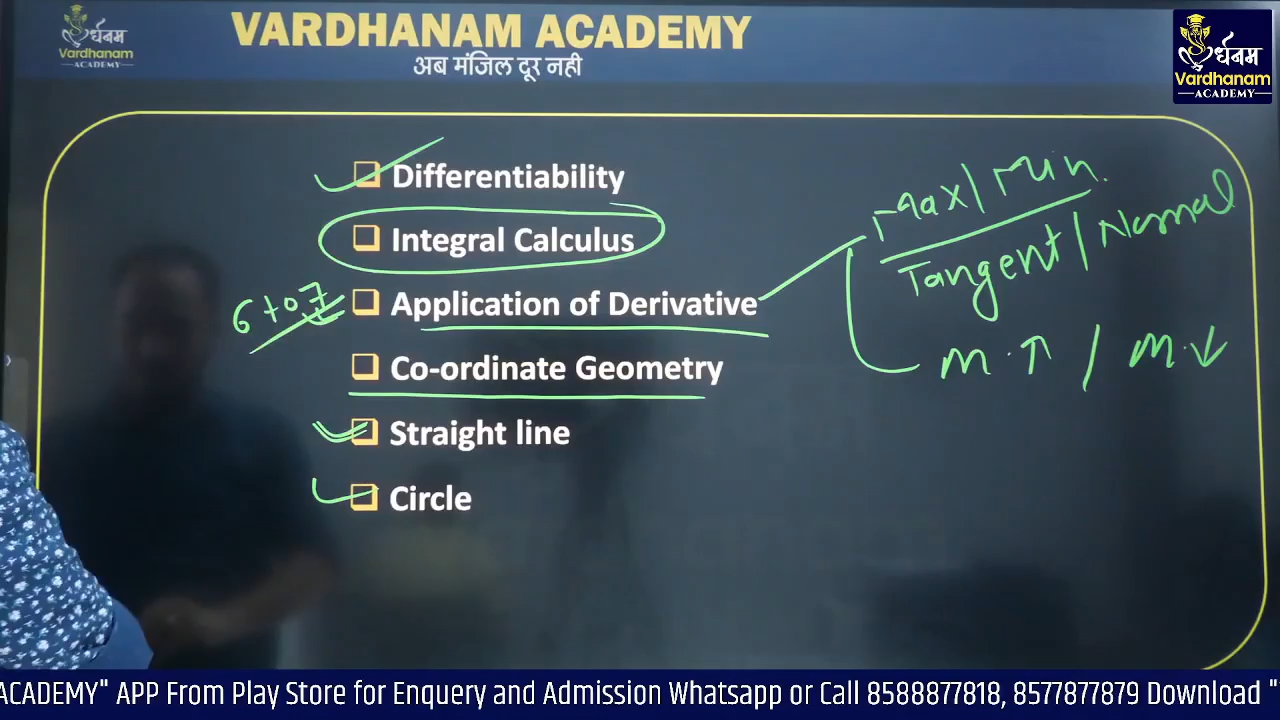 VARDHANAM ACADEMY
अब मंजिल दूर नही
र्धनम
Vardhanam
ACADEMY
र्धनम
Vardhanam
ACADEMY
Differentiability
Integral Calculus
6 to 7
Application of Derivative
Co-ordinate Geometry
Straight line
Circle
Max/Min.
Tangent/Normal
m.↑ / m.↓
ACADEMY" APP From Play Store for Enquery and Admission Whatsapp or Call 8588877818, 8577877879 Download "